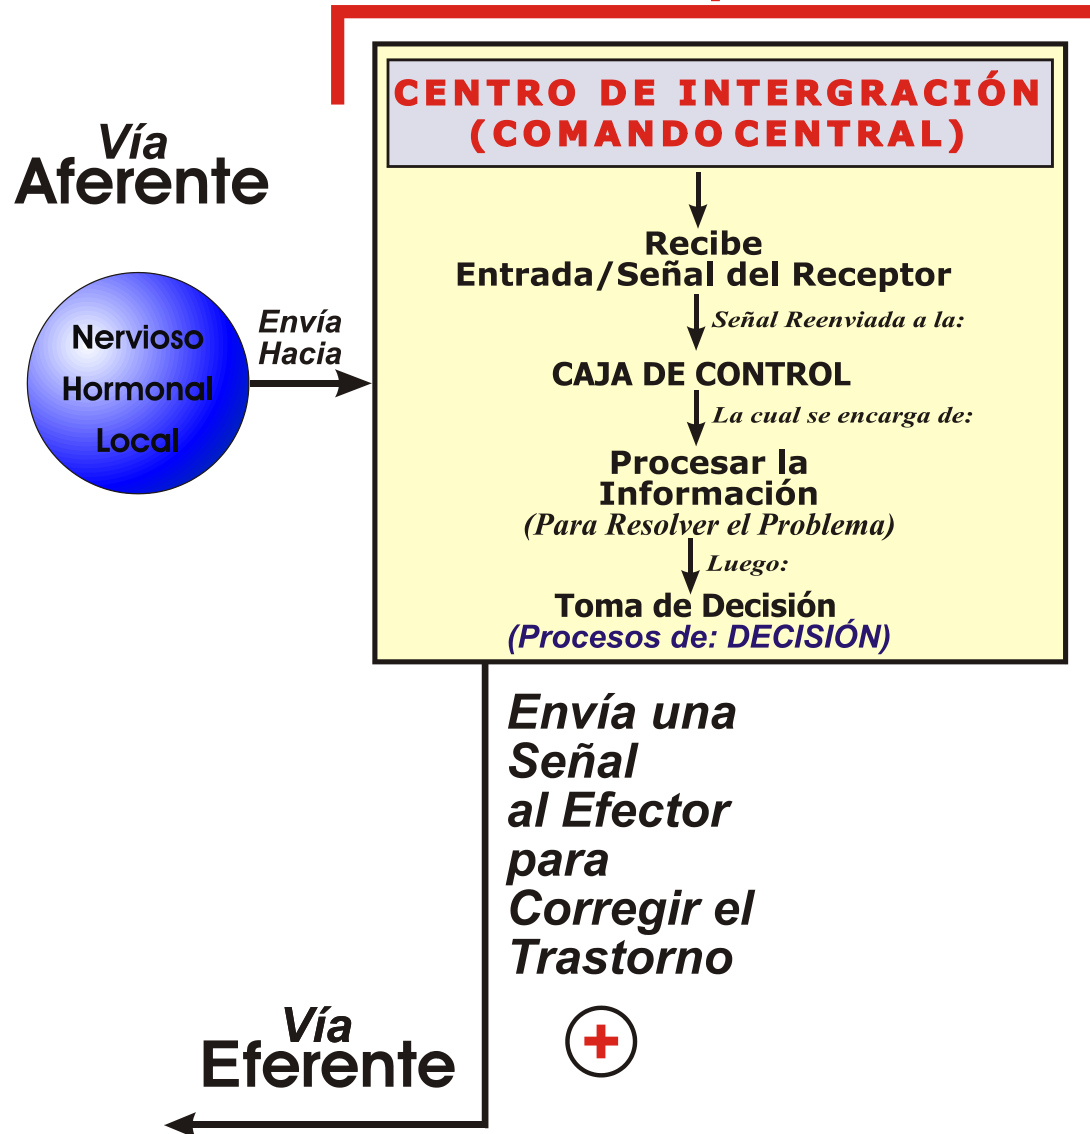 CENTRO DE INTERGRACIÓN
(COMANDO CENTRAL)
Vía
Aferente
Recibe
Entrada/Señal del Receptor
Nervioso
Hormonal
Local
Envía
Hacia
Señal Reenviada a la:
CAJA DE CONTROL
La cual se encarga de:
Procesar la
Información
(Para Resolver el Problema)
Luego:
Toma de Decisión
(Procesos de: DECISIÓN)
Envía una
Señal
al Efector
para
Corregir el
Trastorno
+
Vía
Eferente